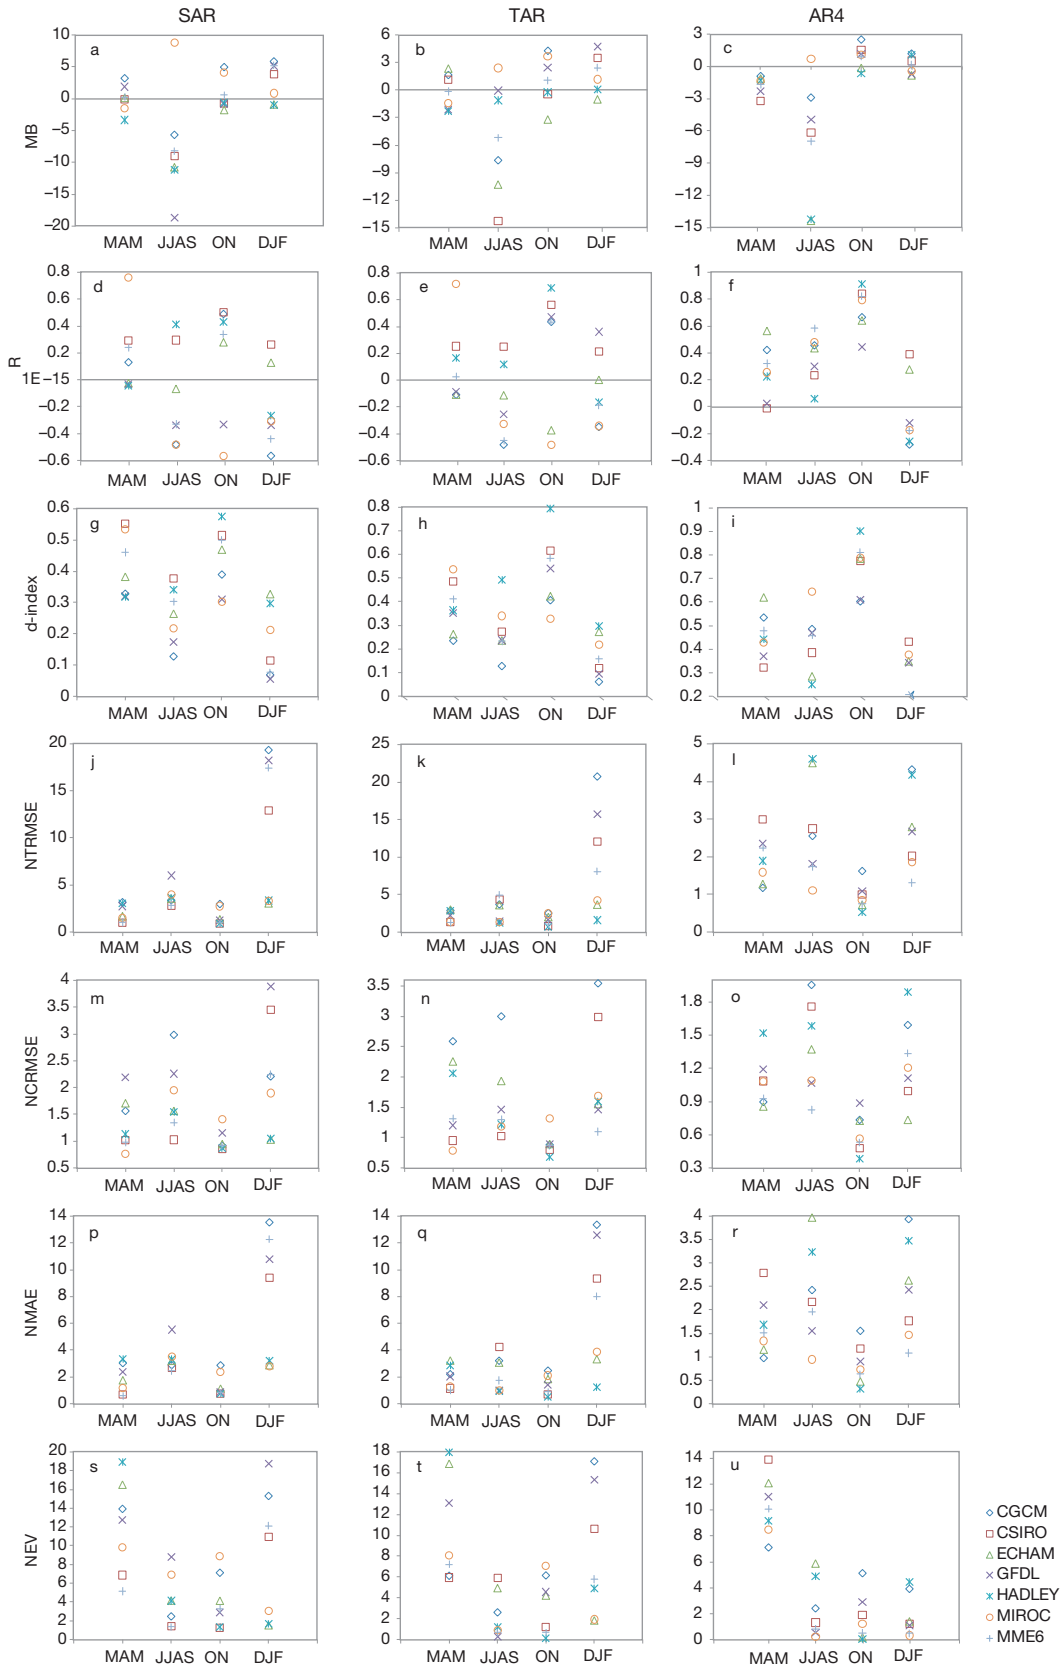 SAR TAR AR4
a b c
MB
10 5 0 −5 −10 −15 −20
6 3 0 −3 −6 −9 −12 −15
3 0 −3 −6 −9 −12 −15
MAM JJAS ON DJF MAM JJAS ON DJF MAM JJAS ON DJF
d e f
R
0.8 0.6 0.4 0.2 1E−15 −0.2 −0.4 −0.6
0.8 0.6 0.4 0.2 0 −0.2 −0.4 −0.6
1 0.8 0.6 0.4 0.2 0 −0.2 −0.4
MAM JJAS ON DJF MAM JJAS ON DJF MAM JJAS ON DJF
g h i
d-index
0.6 0.5 0.4 0.3 0.2 0.1 0
0.8 0.7 0.6 0.5 0.4 0.3 0.2 0.1 0
1 0.9 0.8 0.7 0.6 0.5 0.4 0.3 0.2
MAM JJAS ON DJF MAM JJAS ON DJF MAM JJAS ON DJF
j k l
NTRMSE
20 15 10 5 0
25 20 15 10 5 0
5 4 3 2 1 0
MAM JJAS ON DJF MAM JJAS ON DJF MAM JJAS ON DJF
m n o
NCRMSE
4 3.5 3 2.5 2 1.5 1 0.5
3.5 3 2.5 2 1.5 1 0.5
1.8 1.5 1.2 0.9 0.6 0.3
MAM JJAS ON DJF MAM JJAS ON DJF MAM JJAS ON DJF
p q r
NMAE
14 12 10 8 6 4 2 0
14 12 10 8 6 4 2 0
4 3.5 3 2.5 2 1.5 1 0.5 0
MAM JJAS ON DJF MAM JJAS ON DJF MAM JJAS ON DJF
s t u
NEV
20 18 16 14 12 10 8 6 4 2 0
18 16 14 12 10 8 6 4 2 0
14 12 10 8 6 4 2 0
MAM JJAS ON DJF MAM JJAS ON DJF MAM JJAS ON DJF
CGCM
CSIRO
ECHAM
GFDL
HADLEY
MIROC
MME6